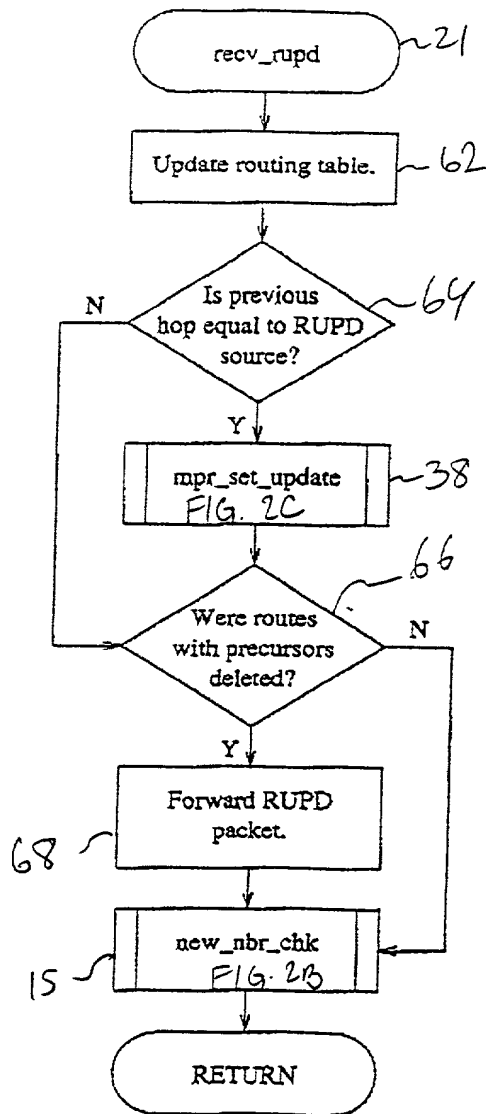 recv_rupd
21
Update routing table.
62
Is previous
hop equal to RUPD
source?
64
N
Y
mpr_set_update
FIG. 2C
38
66
Were routes
with precursors
deleted?
N
Y
Forward RUPD
packet.
68
new_nbr_chk
FIG. 2B
15
RETURN